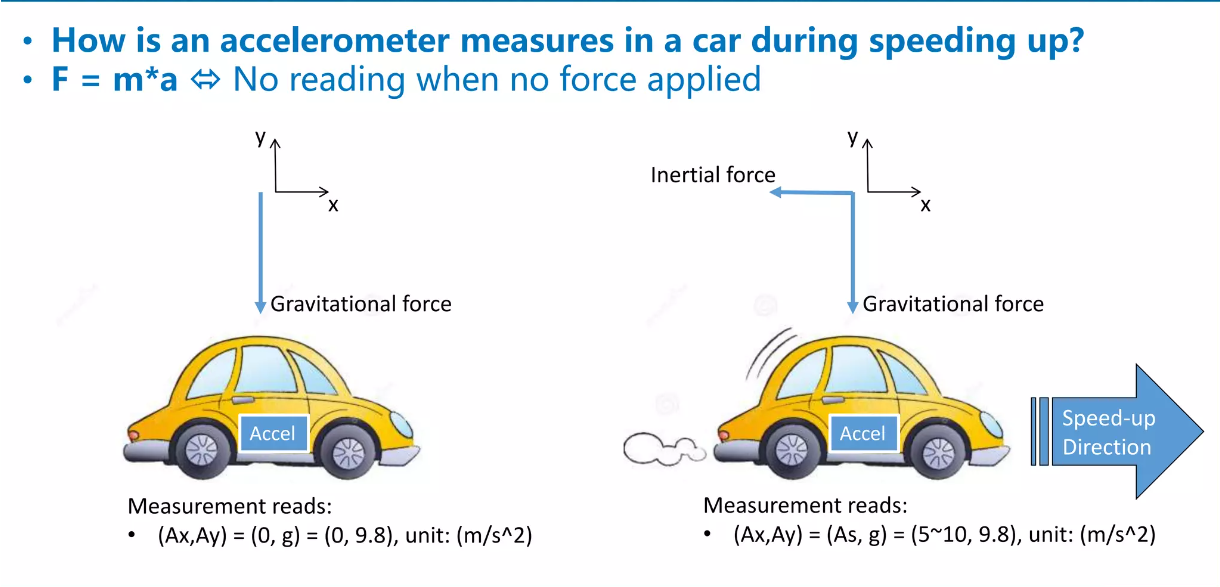 • How is an accelerometer measures in a car during speeding up?
• F = m*a ⇔ No reading when no force applied
y
x
Gravitational force
Accel
Measurement reads:
• (Ax,Ay) = (0, g) = (0, 9.8), unit: (m/s^2)
y
Inertial force
x
Gravitational force
Accel
Speed-up
Direction
Measurement reads:
• (Ax,Ay) = (As, g) = (5~10, 9.8), unit: (m/s^2)